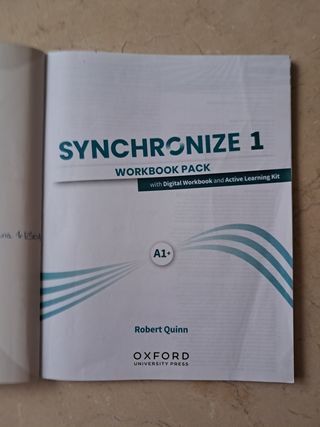 SYNCHRONIZE 1
WORKBOOK PACK
with Digital Workbook and Active Learning Kit
A1+
Robert Quinn
OXFORD
UNIVERSITY PRESS